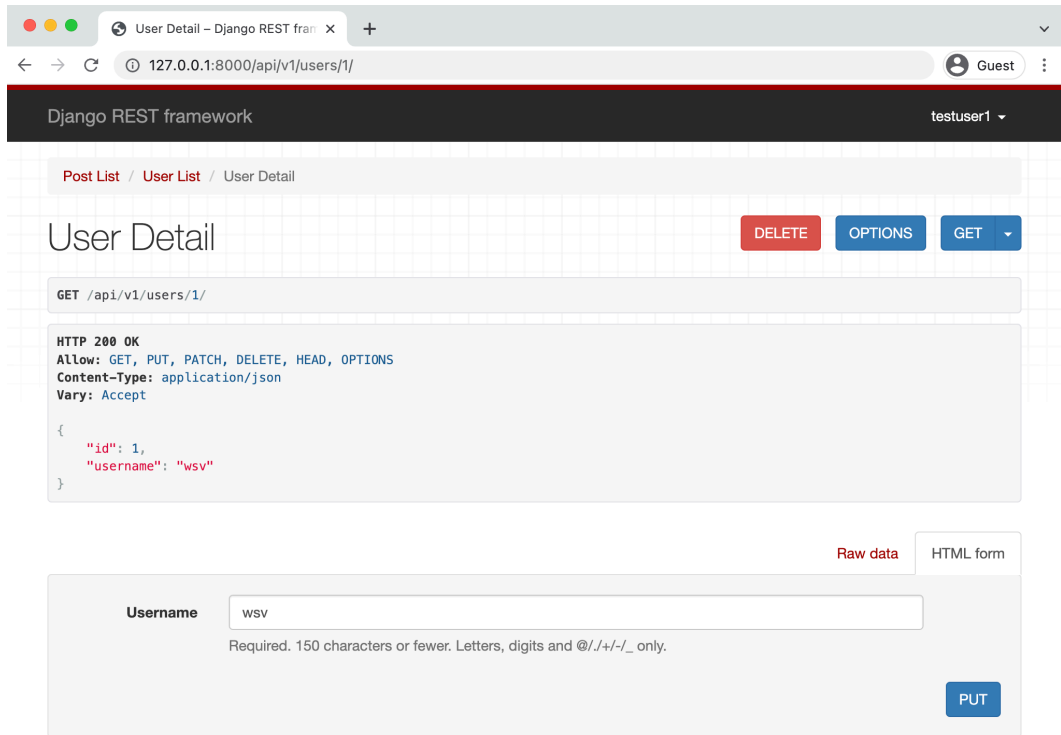 User Detail – Django REST fran
127.0.0.1:8000/api/v1/users/1/
Guest
Django REST framework
testuser1
Post List / User List / User Detail
User Detail
DELETE
OPTIONS
GET
GET /api/v1/users/1/
HTTP 200 OK
Allow: GET, PUT, PATCH, DELETE, HEAD, OPTIONS
Content-Type: application/json
Vary: Accept
{
    "id": 1,
    "username": "wsv"
}
Raw data
HTML form
Username
wsv
Required. 150 characters or fewer. Letters, digits and @/./+/-/_ only.
PUT